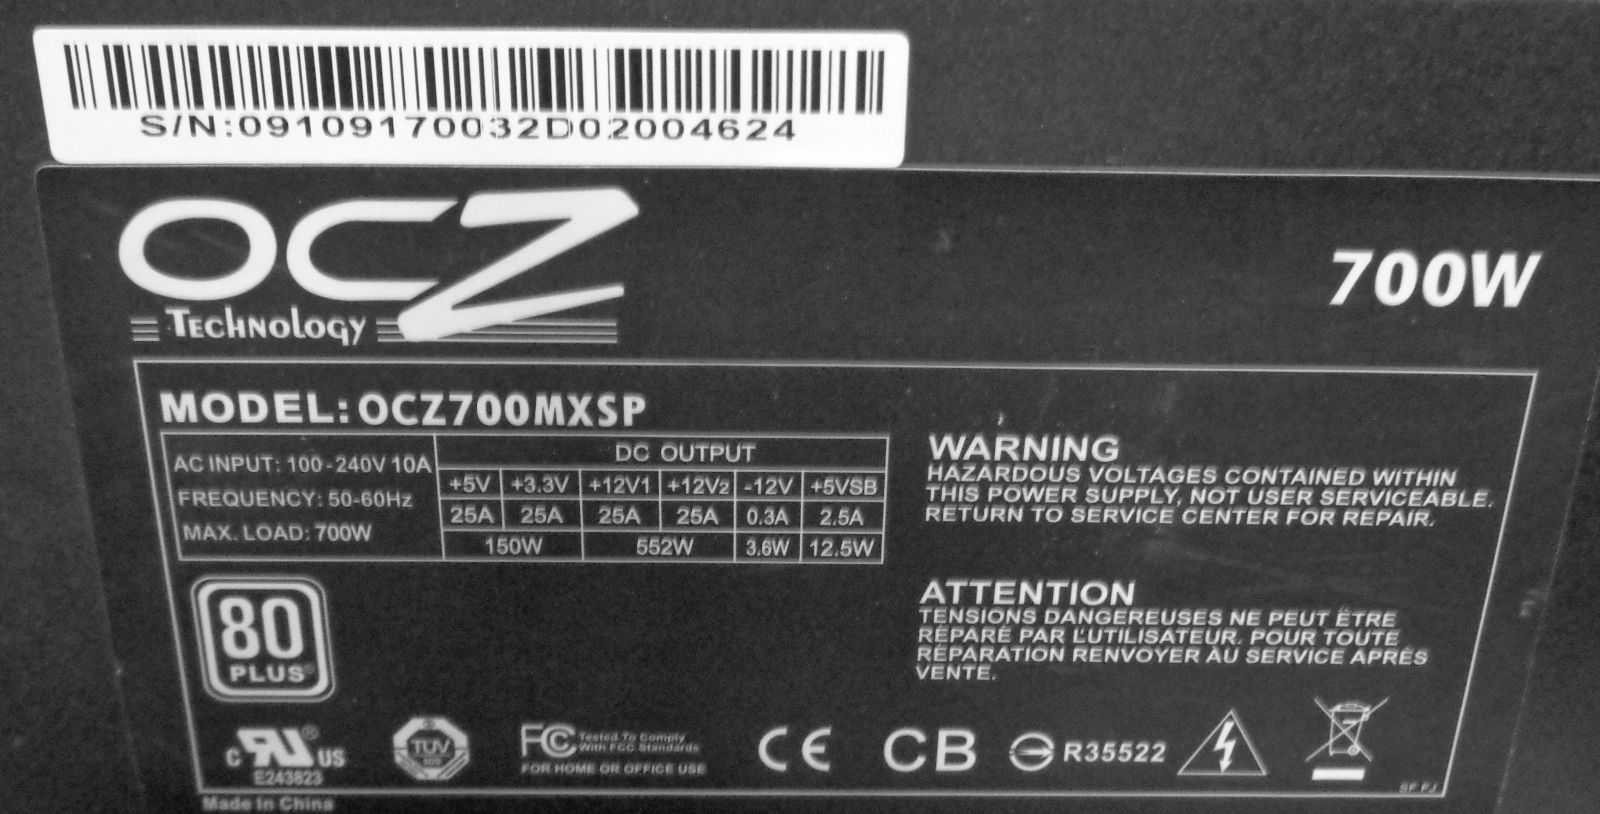 S/N:09109170032D02004624
OCZ
Technology
700W
MODEL: OCZ700MXSP
AC INPUT: 100-240V 10A
FREQUENCY: 50-60Hz
MAX. LOAD: 700W
DC OUTPUT
+5V +3.3V +12V1 +12V2 -12V +5VSB
25A 25A 25A 25A 0.3A 2.5A
150W 552W 3.6W 12.5W
WARNING
HAZARDOUS VOLTAGES CONTAINED WITHIN
THIS POWER SUPPLY, NOT USER SERVICEABLE.
RETURN TO SERVICE CENTER FOR REPAIR.
ATTENTION
TENSIONS DANGEREUSES NE PEUT ËTRE
RÉPARÉ PAR L'UTILISATEUR. POUR TOUTE
RÉPARATION RENVOYER AU SERVICE APRÉS
VENTE.
80
PLUS®
c RU® US
E243823
TUV
FC Tested To Comply
With FCC Standards
FOR HOME OR OFFICE USE
CE
CB
R35522
Made In China